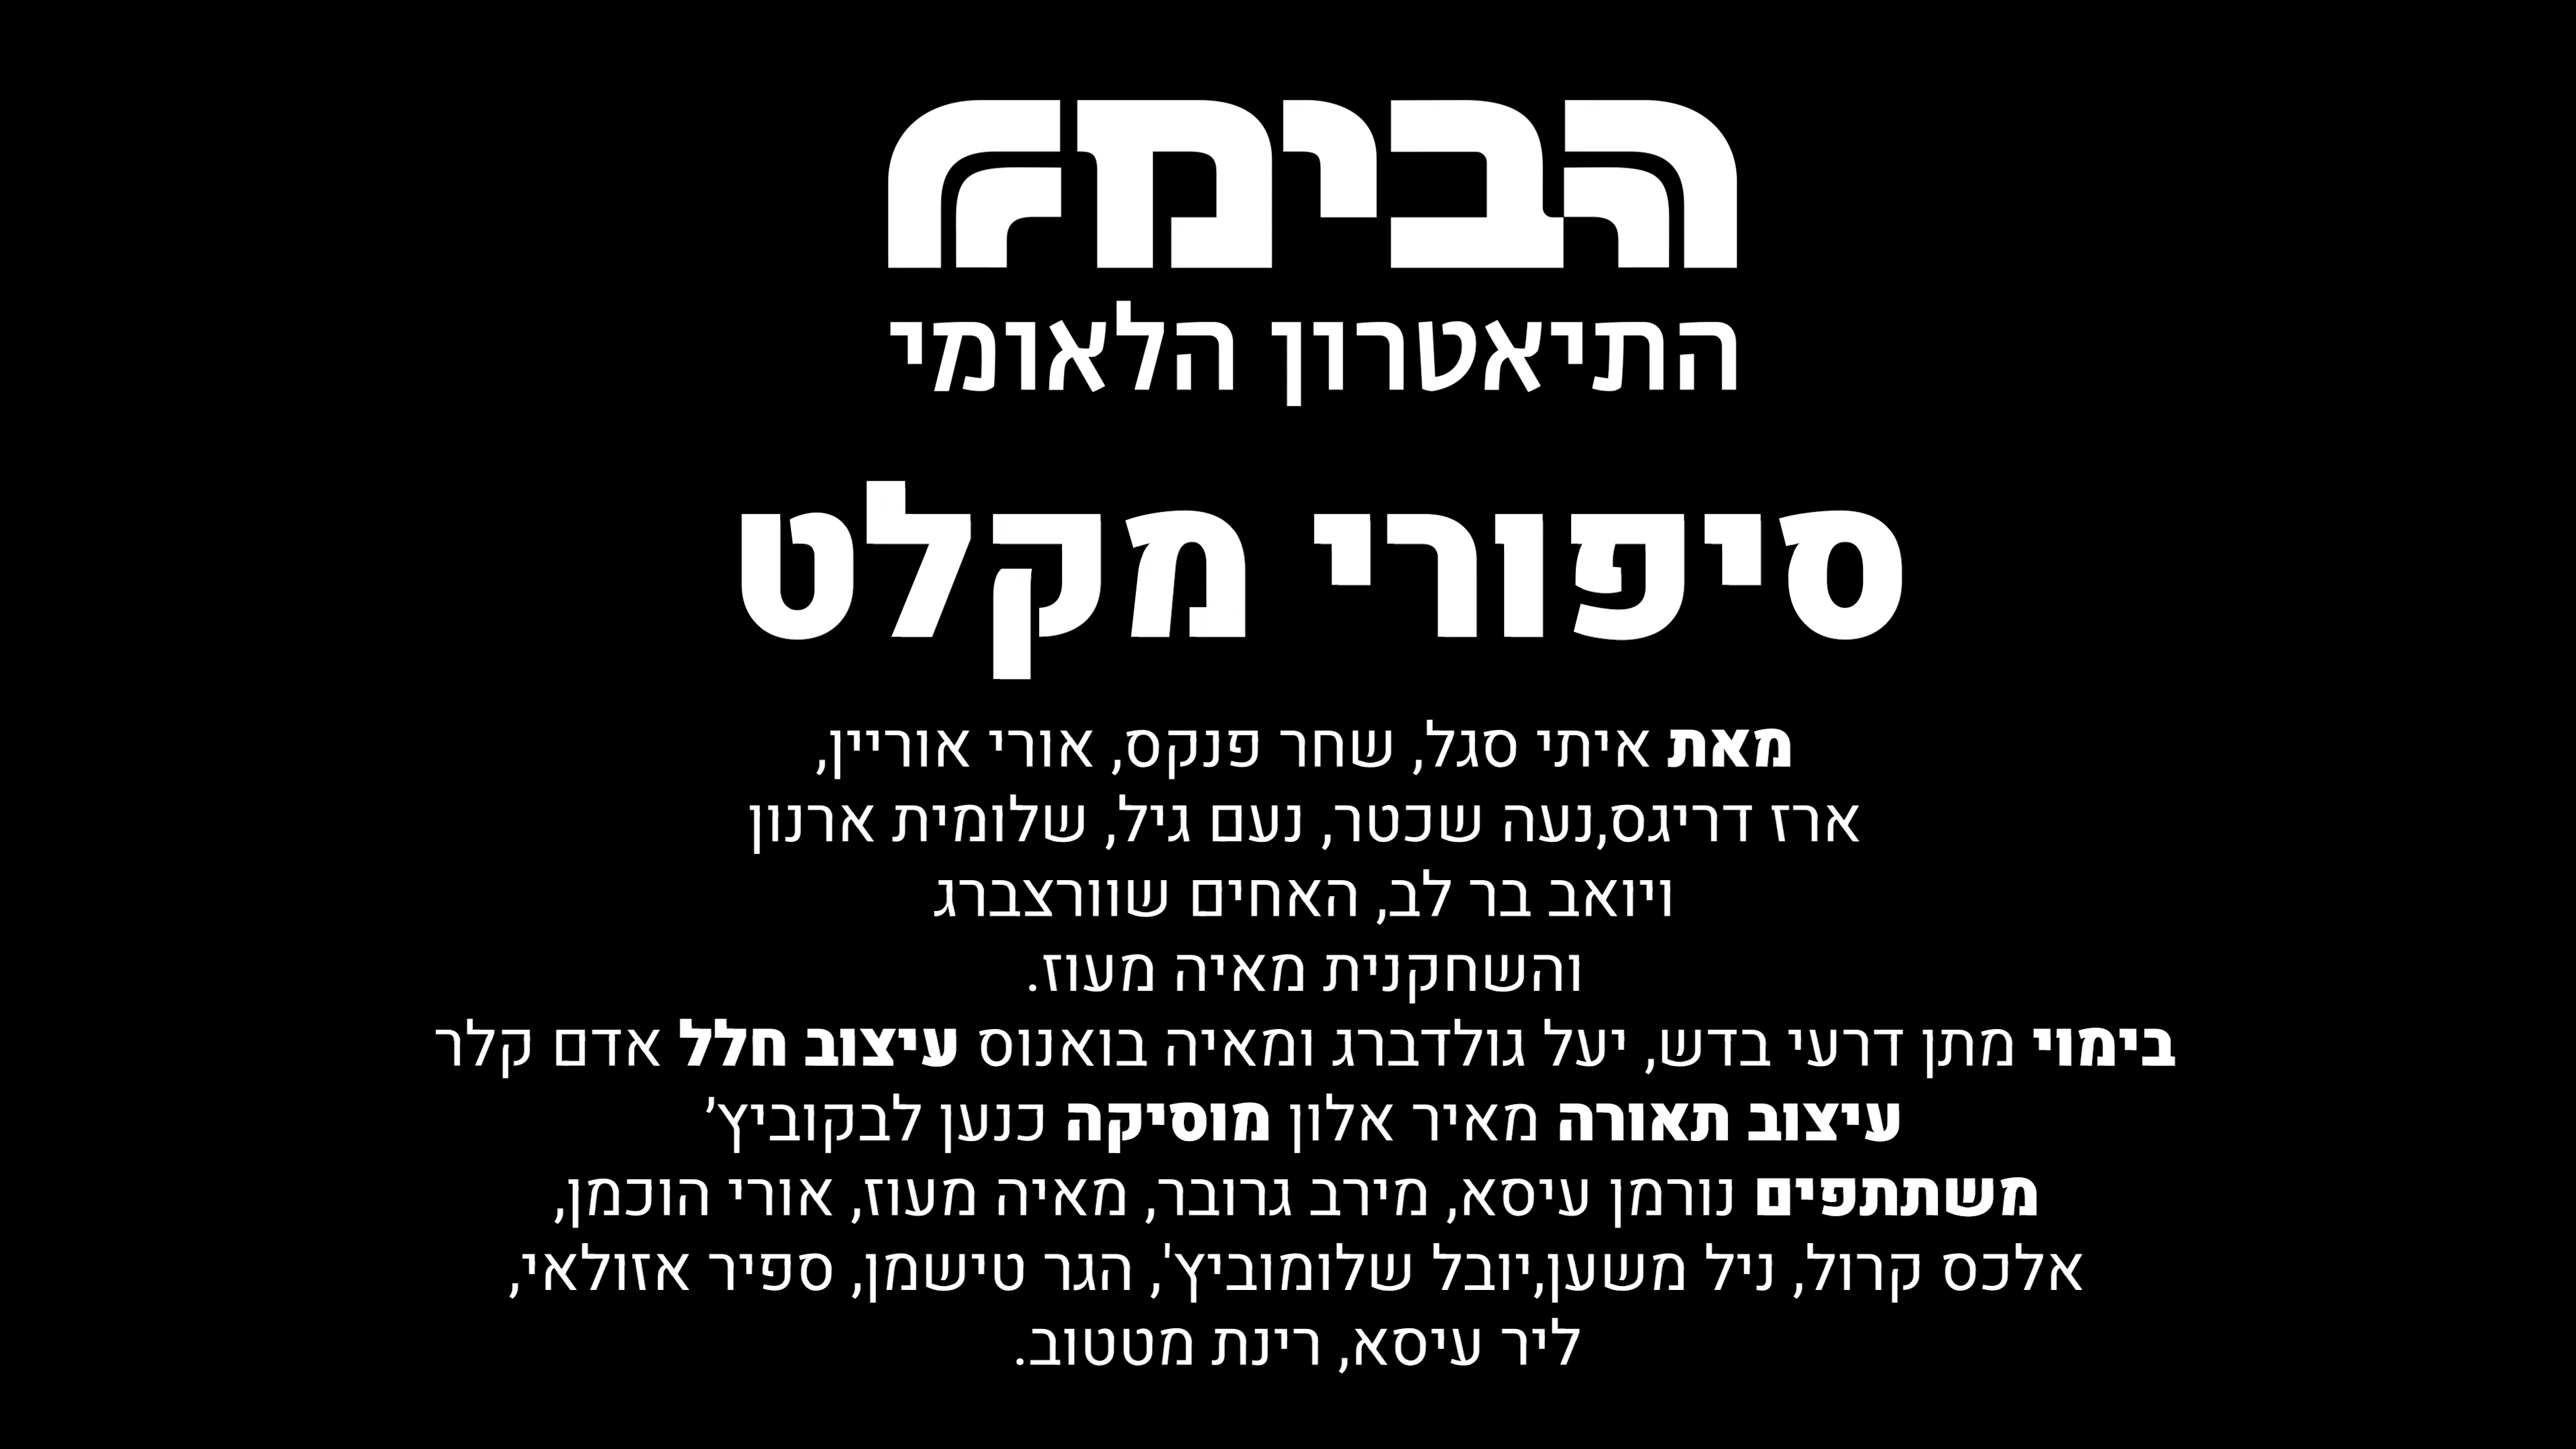 הבימה
התיאטרון הלאומי
סיפורי מקלט
מאת איתי סגל, שחר פנקס, אורי אוריין,
ארז דריגס,נעה שכטר, נעם גיל, שלומית ארנון
ויואב בר לב, האחים שוורצברג
והשחקנית מאיה מעוז.
בימוי מתן דרעי בדש, יעל גולדברג ומאיה בואנוס עיצוב חלל אדם קלר
עיצוב תאורה מאיר אלון מוסיקה כנען לבקוביץ׳
משתתפים נורמן עיסא, מירב גרובר, מאיה מעוז, אורי הוכמן,
אלכס קרול, ניל משען,יובל שלומוביץ', הגר טישמן, ספיר אזולאי,
ליר עיסא, רינת מטטוב.